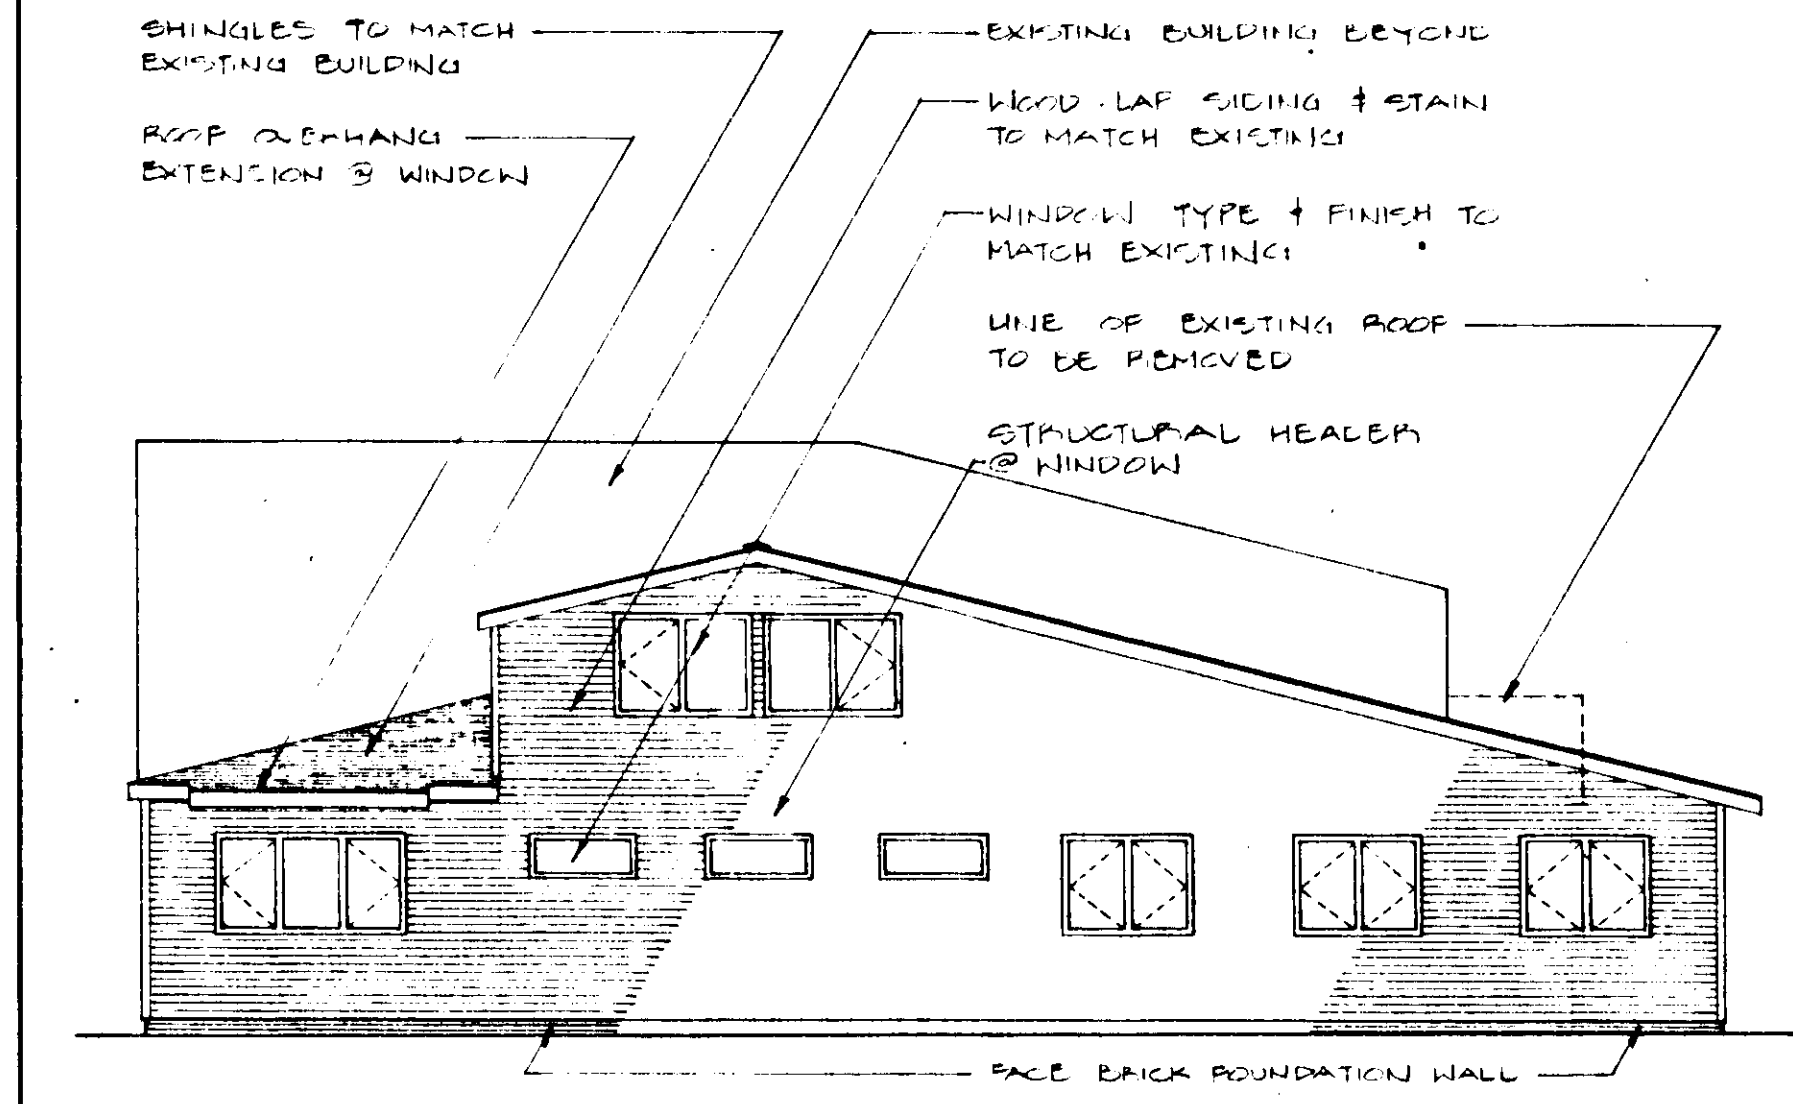 SHINGLES TO MATCH
EXISTING BUILDING
ROOF OVERHANG
EXTENSION @ WINDOW
EXISTING BUILDING BEYOND
WOOD LAP SIDING & STAIN
TO MATCH EXISTING
WINDOW TYPE & FINISH TO
MATCH EXISTING
LINE OF EXISTING ROOF
TO BE REMOVED
STRUCTURAL HEADER
@ WINDOW
FACE BRICK FOUNDATION WALL